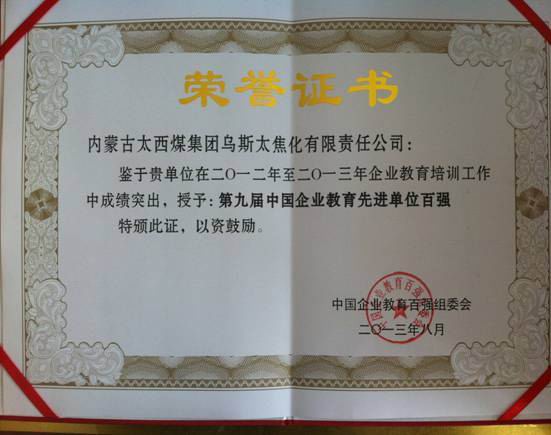 荣誉证书
内蒙古太西煤集团乌斯太焦化有限责任公司：
鉴于贵单位在二〇一二年至二〇一三年企业教育培训工作
中成绩突出，授予：第九届中国企业教育先进单位百强
特颁此证，以资鼓励。
中国企业教育百强组委会
二〇一三年八月